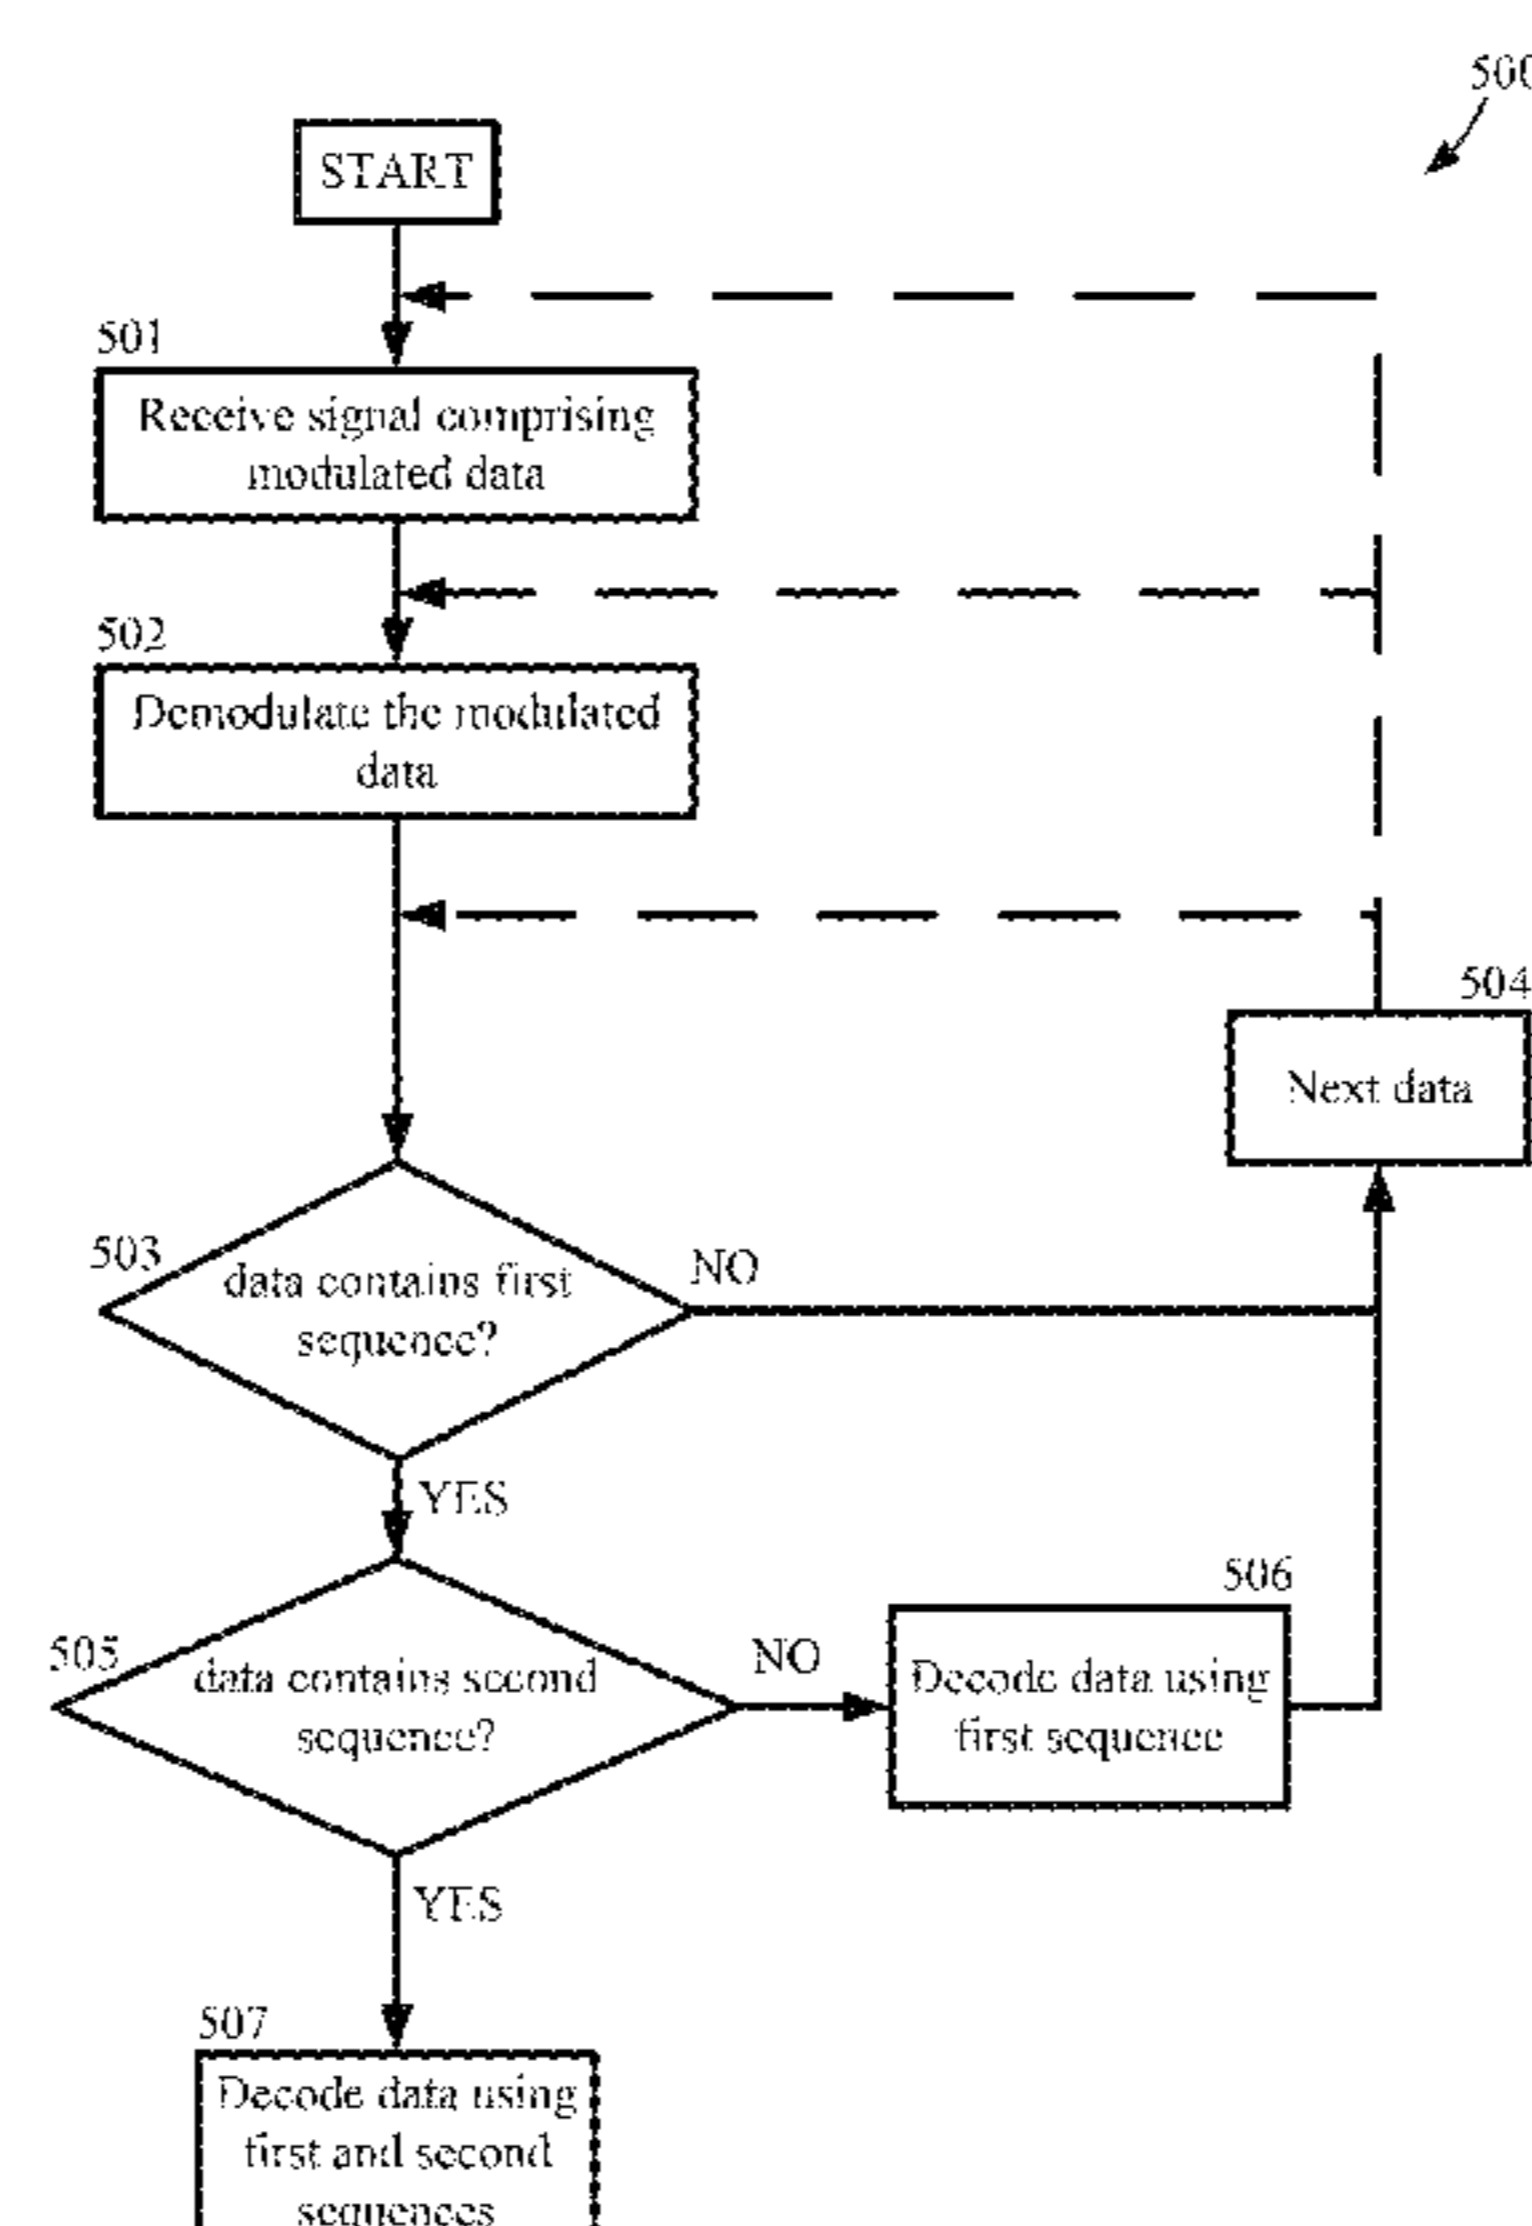 500
START
501
Receive signal comprising
modulated data
502
Demodulate the modulated
data
504
Next data
503
data contains first
sequence?
NO
YES
505
data contains second
sequence?
NO
506
Decode data using
first sequence
YES
507
Decode data using
first and second
sequences